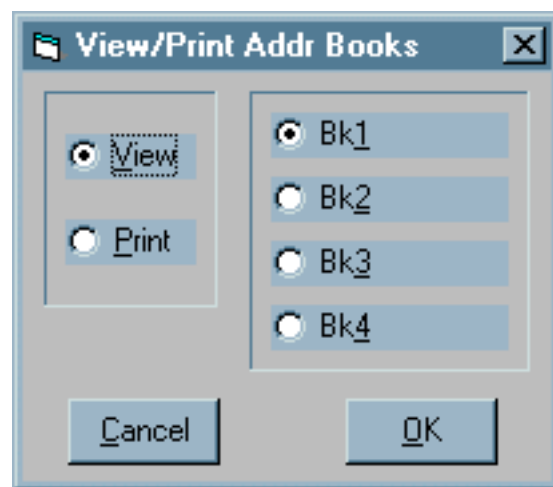 View/Print Addr Books
View
Print
Bk1
Bk2
Bk3
Bk4
Cancel
OK